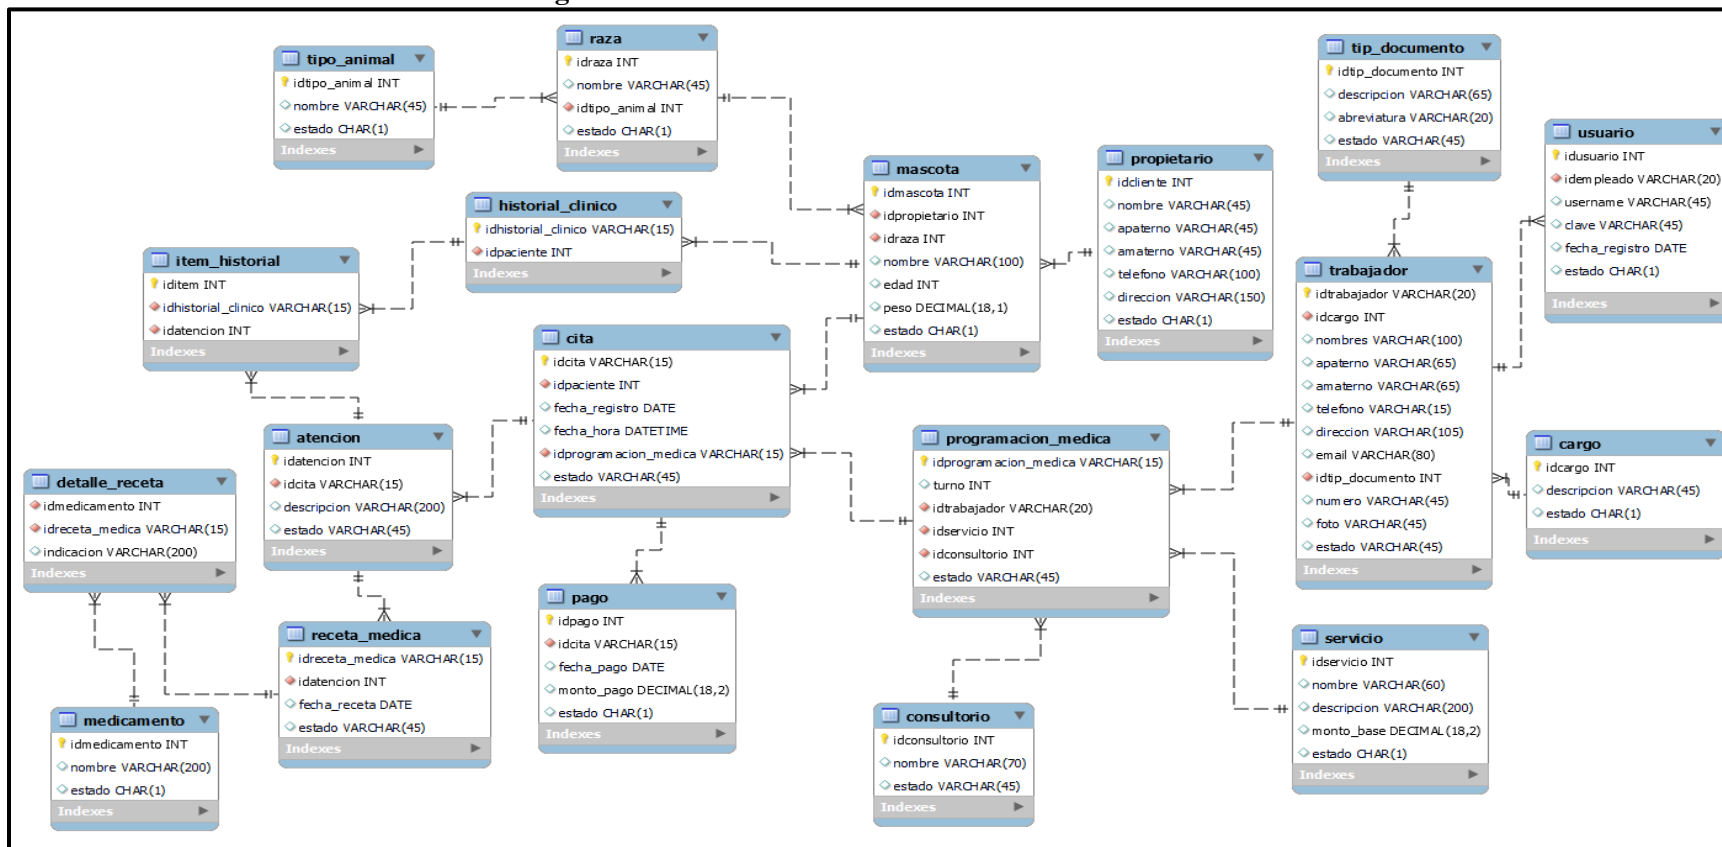 tipo_animal
idtipo_animal INT
nombre VARCHAR(45)
estado CHAR(1)
Indexes
raza
idraza INT
nombre VARCHAR(45)
idtipo_animal INT
estado CHAR(1)
Indexes
tip_documento
idtip_documento INT
descripcion VARCHAR(65)
abreviatura VARCHAR(20)
estado VARCHAR(45)
Indexes
usuario
idusuario INT
idempleado VARCHAR(20)
username VARCHAR(45)
clave VARCHAR(45)
fecha_registro DATE
estado CHAR(1)
Indexes
mascota
idmascota INT
idpropietario INT
idraza INT
nombre VARCHAR(100)
edad INT
peso DECIMAL(18,1)
estado CHAR(1)
Indexes
propietario
idcliente INT
nombre VARCHAR(45)
apaterno VARCHAR(45)
amaterno VARCHAR(45)
telefono VARCHAR(100)
direccion VARCHAR(150)
estado CHAR(1)
Indexes
historial_clinico
idhistorial_clinico VARCHAR(15)
idpaciente INT
Indexes
item_historial
iditem INT
idhistorial_clinico VARCHAR(15)
idatencion INT
Indexes
trabajador
idtrabajador VARCHAR(20)
idcargo INT
nombres VARCHAR(100)
apaterno VARCHAR(65)
amaterno VARCHAR(65)
telefono VARCHAR(15)
direccion VARCHAR(105)
email VARCHAR(80)
idtip_documento INT
numero VARCHAR(45)
foto VARCHAR(45)
estado VARCHAR(45)
Indexes
cita
idcita VARCHAR(15)
idpaciente INT
fecha_registro DATE
fecha_hora DATETIME
idprogramacion_medica VARCHAR(15)
estado VARCHAR(45)
Indexes
atencion
idatencion INT
idcita VARCHAR(15)
descripcion VARCHAR(200)
estado VARCHAR(45)
Indexes
programacion_medica
idprogramacion_medica VARCHAR(15)
turno INT
idtrabajador VARCHAR(20)
idservicio INT
idconsultorio INT
estado VARCHAR(45)
Indexes
cargo
idcargo INT
descripcion VARCHAR(45)
estado CHAR(1)
Indexes
detalle_receta
idmedicamento INT
idreceta_medica VARCHAR(15)
indicacion VARCHAR(200)
Indexes
pago
idpago INT
idcita VARCHAR(15)
fecha_pago DATE
monto_pago DECIMAL(18,2)
estado CHAR(1)
Indexes
receta_medica
idreceta_medica VARCHAR(15)
idatencion INT
fecha_receta DATE
estado VARCHAR(45)
Indexes
servicio
idservicio INT
nombre VARCHAR(60)
descripcion VARCHAR(200)
monto_base DECIMAL(18,2)
estado CHAR(1)
Indexes
medicamento
idmedicamento INT
nombre VARCHAR(200)
estado CHAR(1)
Indexes
consultorio
idconsultorio INT
nombre VARCHAR(70)
estado VARCHAR(45)
Indexes